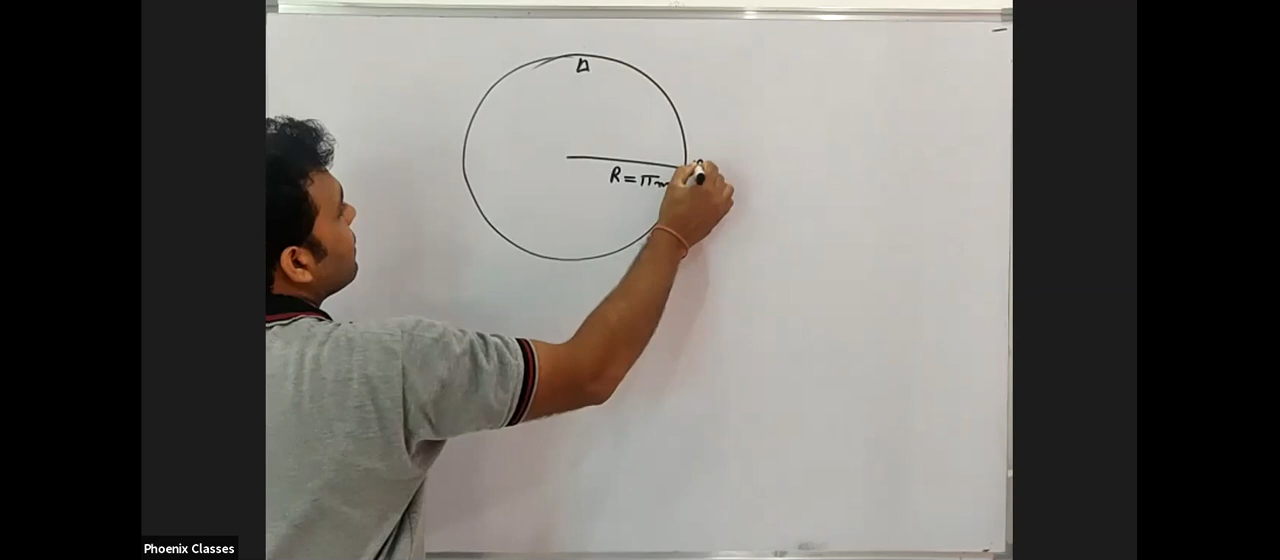 R = πm
Phoenix Classes